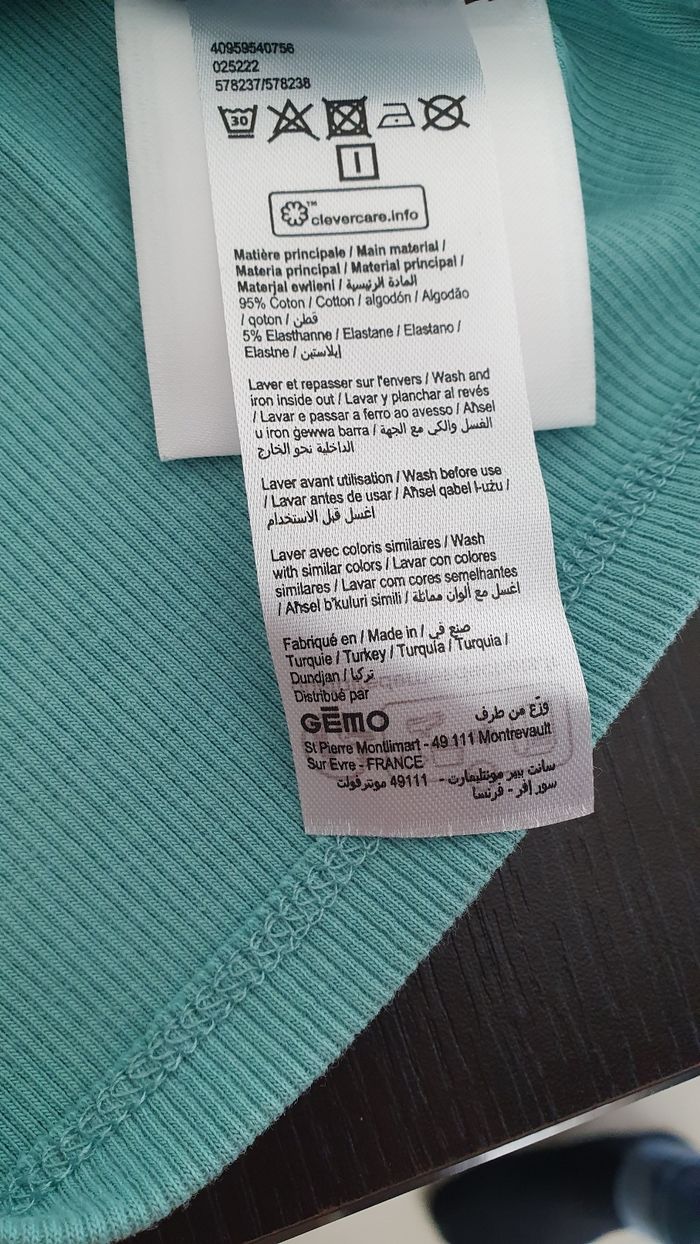 40959540756
025222
578237/578238
30
clevercare.info
Matière principale / Main material /
Materia principal / Material principal /
Materjal ewlieni / المادة الرئيسية
95% Coton / Cotton / algodón / Algodão
/ qoton / قطن
5% Elasthanne / Elastane / Elastano /
Elastne / إيلاستين
Laver et repasser sur l'envers / Wash and
iron inside out / Lavar y planchar al revés
/ Lavar e passar a ferro ao avesso / Aħsel
u iron ġewwa barra / الغسل والكي مع الجهة
الداخلية نحو الخارج
Laver avant utilisation / Wash before use
/ Lavar antes de usar / Aħsel qabel l-użu /
اغسل قبل الاستخدام
Laver avec coloris similaires / Wash
with similar colors / Lavar con colores
similares / Lavar com cores semelhantes
/ Aħsel b'kuluri simili / اغسل مع ألوان مماثلة
Fabriqué en / Made in / صنع في
Turquie / Turkey / Turquía / Turquia /
Dundjan / تركيا
Distribué par
GĒMO وزّع من طرف
St Pierre Montlimart - 49 111 Montrevault
Sur Evre - FRANCE
سانت بيير مونتليمارت - 49111 مونترفولت
سور إفر - فرنسا